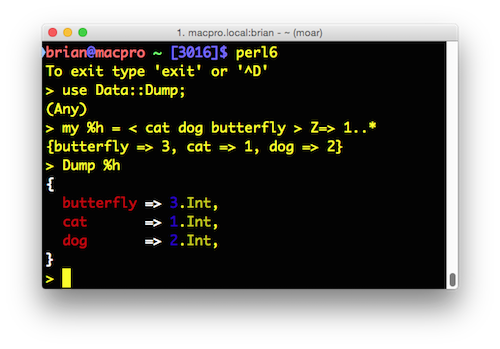 1. macpro.local:brian - ~ (moar)
brian@macpro ~ [3016]$ perl6
To exit type 'exit' or '^D'
> use Data::Dump;
(Any)
> my %h = < cat dog butterfly > Z=> 1..*
{butterfly => 3, cat => 1, dog => 2}
> Dump %h
{
  butterfly => 3.Int,
  cat       => 1.Int,
  dog       => 2.Int,
}
>